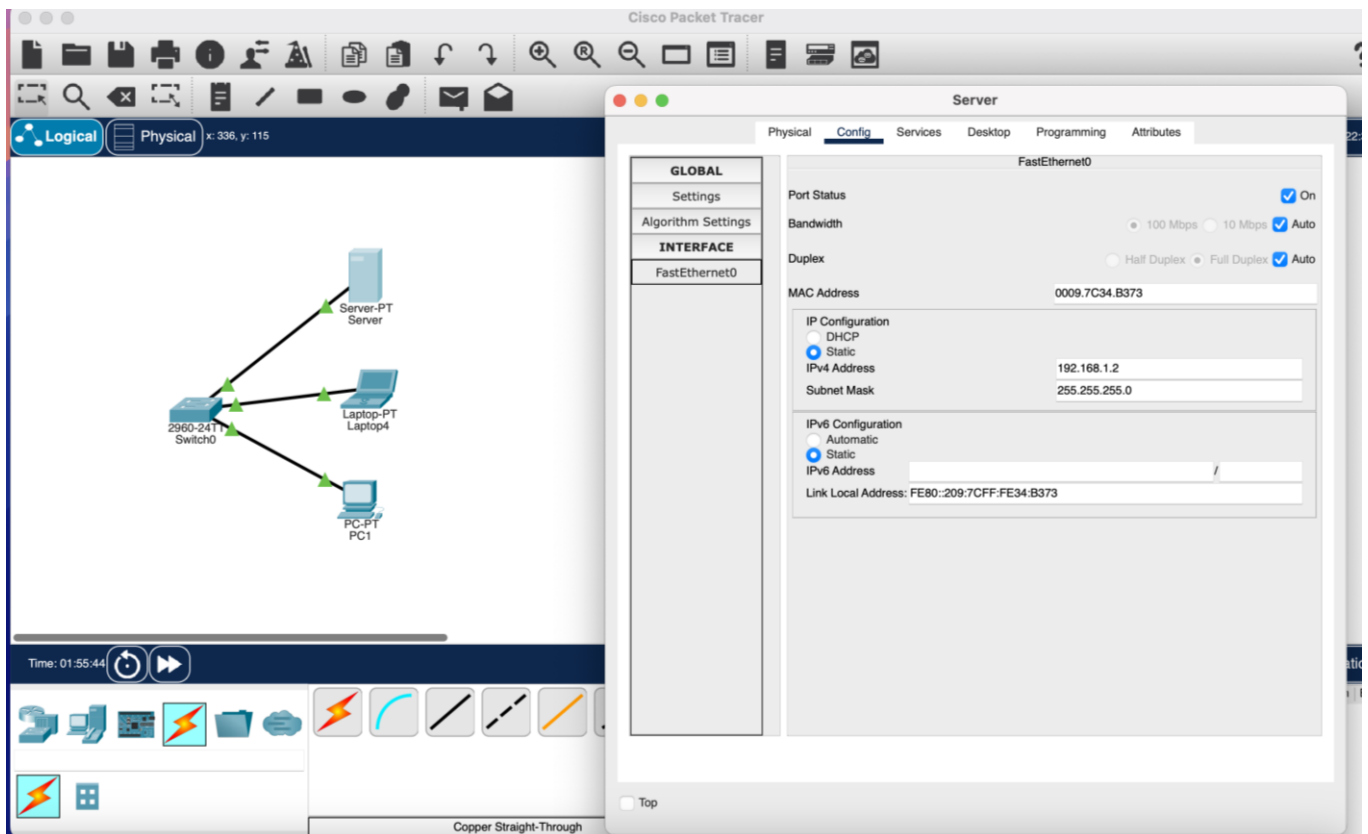 Cisco Packet Tracer
Logical
Physical
x: 336, y: 115
Server-PT
Server
Laptop-PT
Laptop4
2960-24TT
Switch0
PC-PT
PC1
Time: 01:55:44
Copper Straight-Through
Server
Physical Config Services Desktop Programming Attributes
GLOBAL
Settings
Algorithm Settings
INTERFACE
FastEthernet0
FastEthernet0
Port Status On
Bandwidth 100 Mbps 10 Mbps Auto
Duplex Half Duplex Full Duplex Auto
MAC Address 0009.7C34.B373
IP Configuration
DHCP
Static
IPv4 Address 192.168.1.2
Subnet Mask 255.255.255.0
IPv6 Configuration
Automatic
Static
IPv6 Address /
Link Local Address: FE80::209:7CFF:FE34:B373
Top